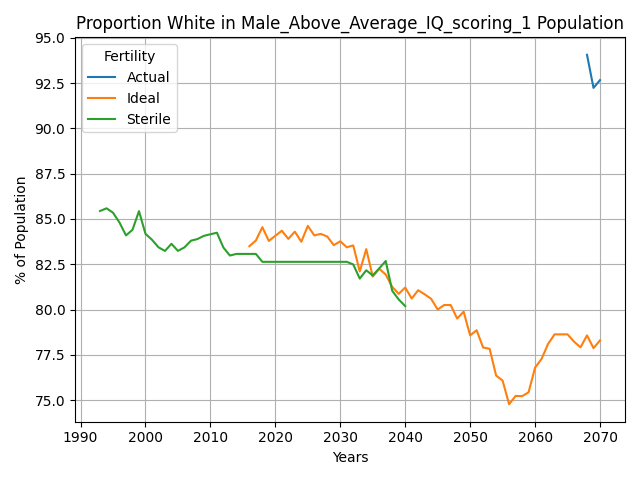 Proportion White in Male_Above_Average_IQ_scoring_1 Population
95.0
92.5
90.0
87.5
85.0
82.5
80.0
77.5
75.0
% of Population
Fertility
Actual
Ideal
Sterile
1990 2000 2010 2020 2030 2040 2050 2060 2070
Years